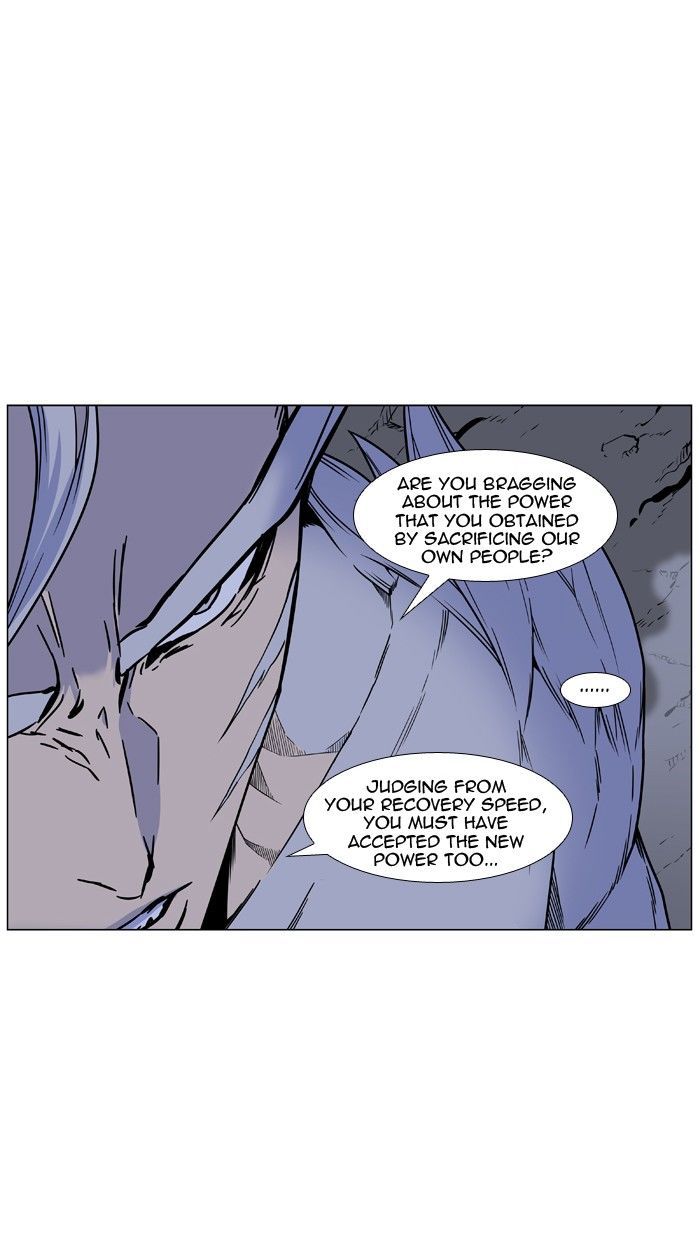 ARE YOU BRAGGING
ABOUT THE POWER
THAT YOU OBTAINED
BY SACRIFICING OUR
OWN PEOPLE?
......
JUDGING FROM
YOUR RECOVERY SPEED,
YOU MUST HAVE
ACCEPTED THE NEW
POWER TOO...